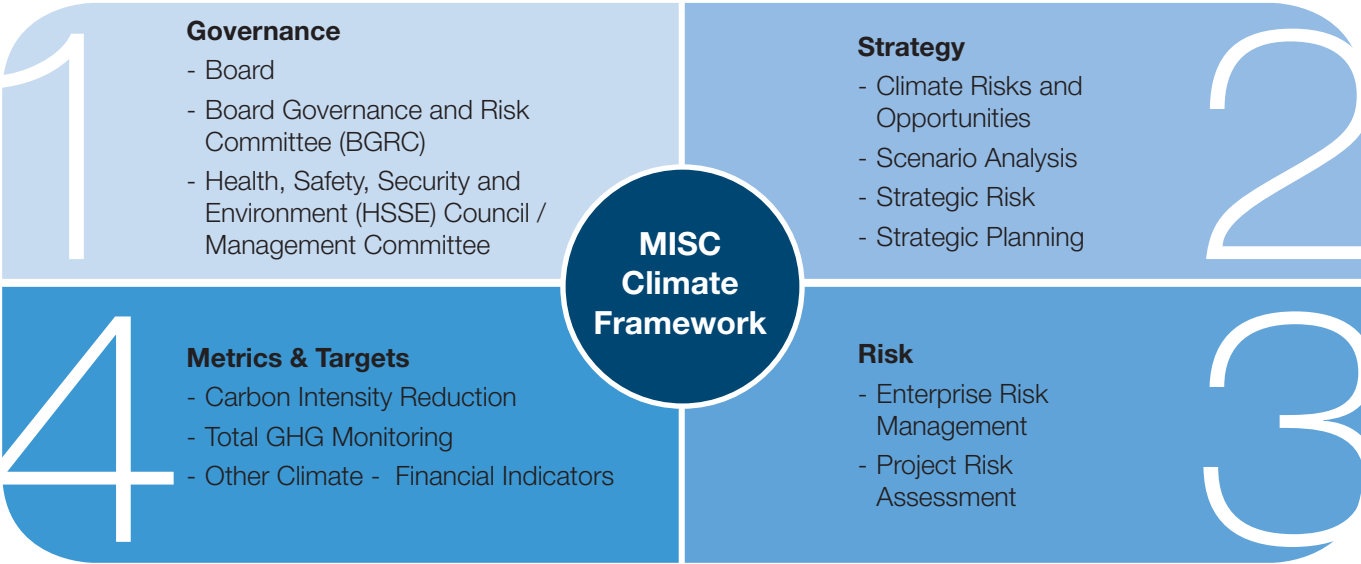 1
Governance
- Board
- Board Governance and Risk
Committee (BGRC)
- Health, Safety, Security and
Environment (HSSE) Council /
Management Committee
2
Strategy
- Climate Risks and
Opportunities
- Scenario Analysis
- Strategic Risk
- Strategic Planning
MISC
Climate
Framework
3
Risk
- Enterprise Risk
Management
- Project Risk
Assessment
4
Metrics & Targets
- Carbon Intensity Reduction
- Total GHG Monitoring
- Other Climate -  Financial Indicators